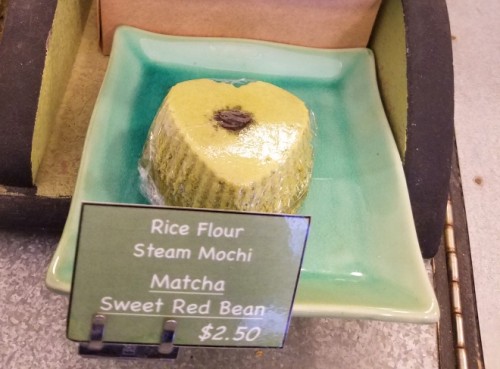 Rice Flour
Steam Mochi
Matcha
Sweet Red Bean
$2.50